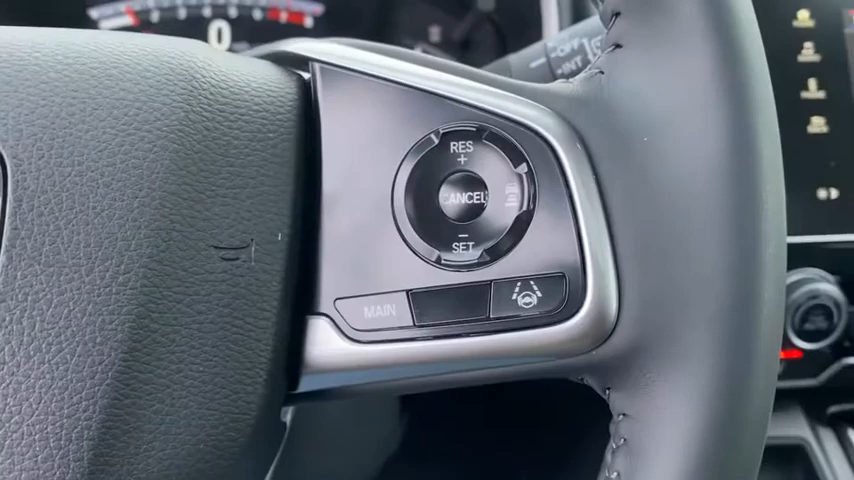 0
OFF
INT
RES
+
CANCEL
−
SET
MAIN